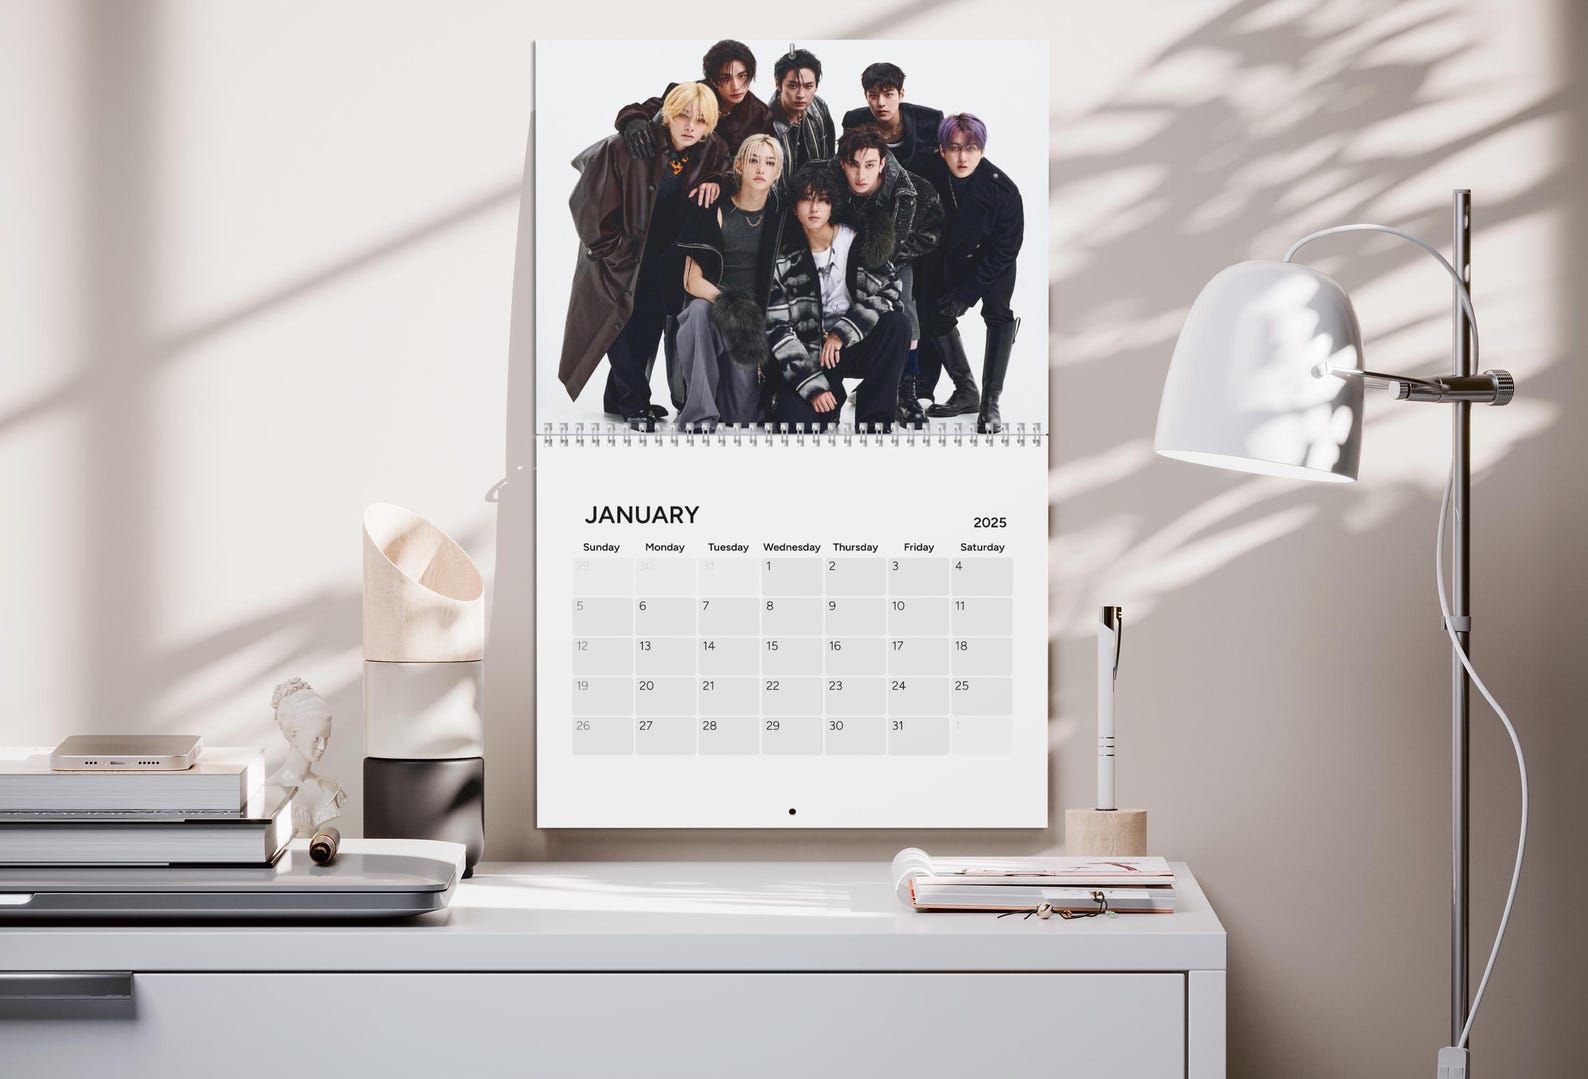 JANUARY
2025
Sunday Monday Tuesday Wednesday Thursday Friday Saturday
29 30 31 1 2 3 4
5 6 7 8 9 10 11
12 13 14 15 16 17 18
19 20 21 22 23 24 25
26 27 28 29 30 31 1